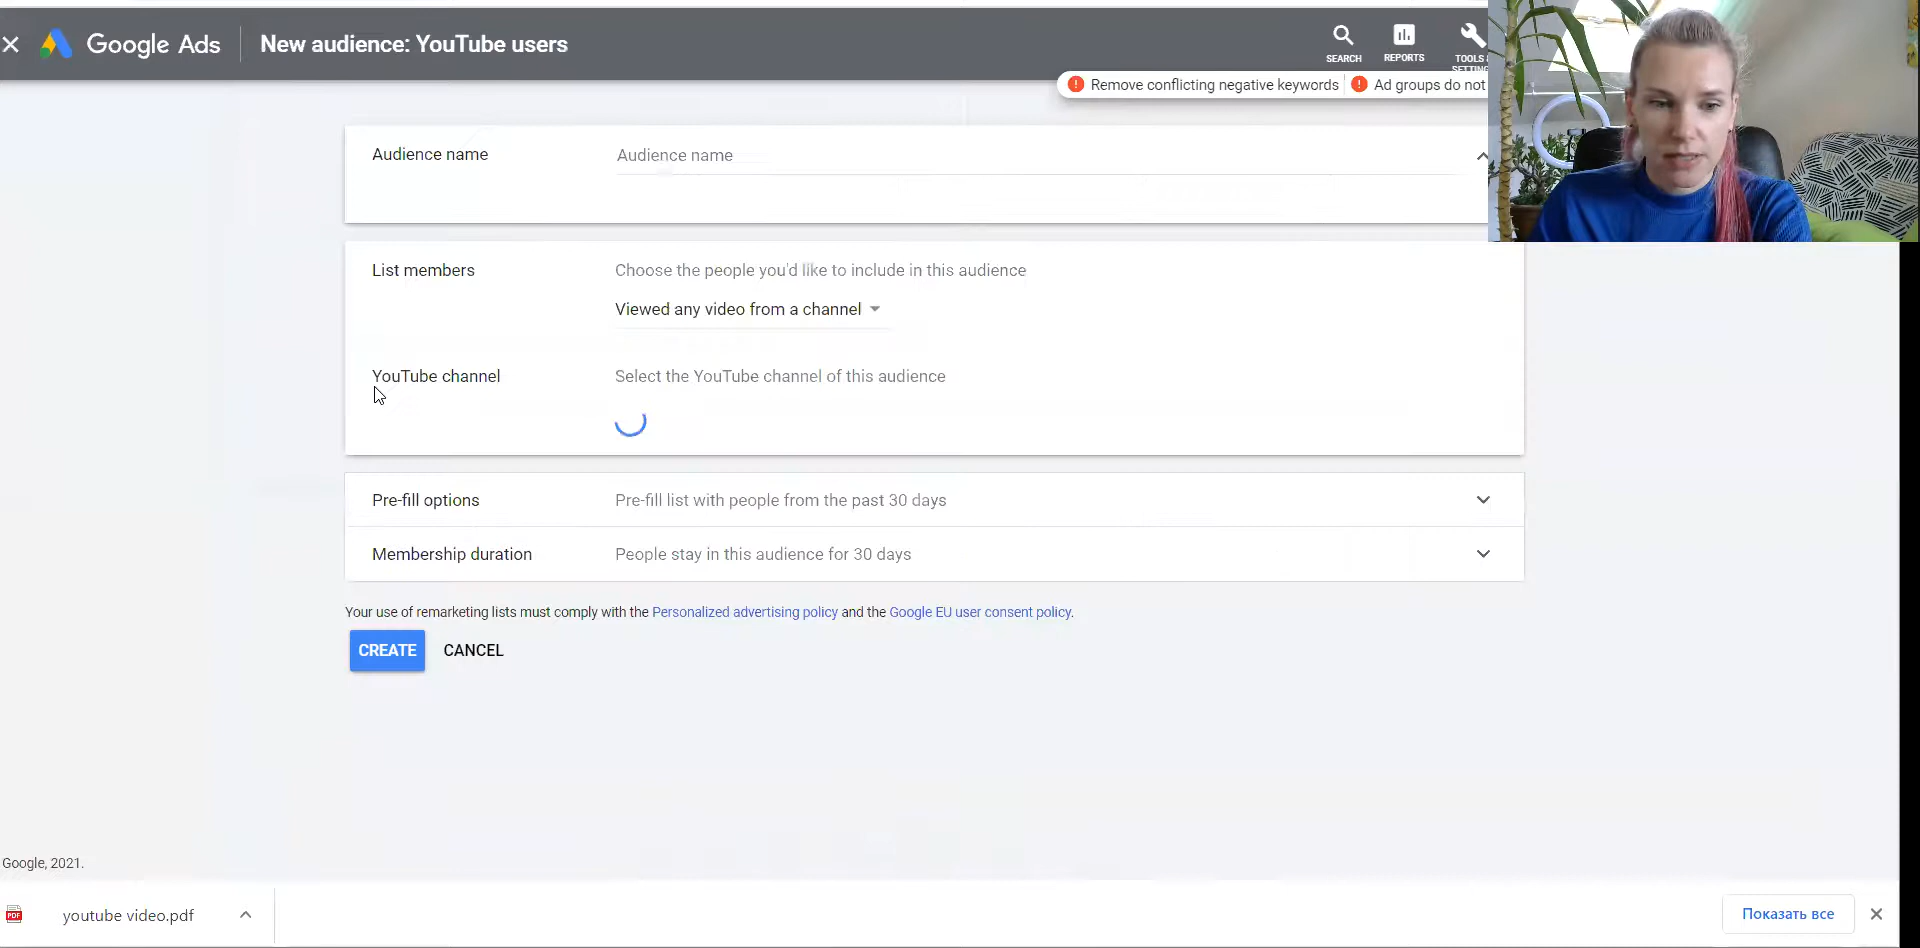 Google Ads
New audience: YouTube users
SEARCH
REPORTS
TOOLS &
SETTING
Remove conflicting negative keywords
Ad groups do not
Audience name
Audience name
List members
Choose the people you'd like to include in this audience
Viewed any video from a channel
YouTube channel
Select the YouTube channel of this audience
Pre-fill options
Pre-fill list with people from the past 30 days
Membership duration
People stay in this audience for 30 days
Your use of remarketing lists must comply with the Personalized advertising policy and the Google EU user consent policy.
CREATE
CANCEL
Google, 2021.
PDF
youtube video.pdf
Показать все